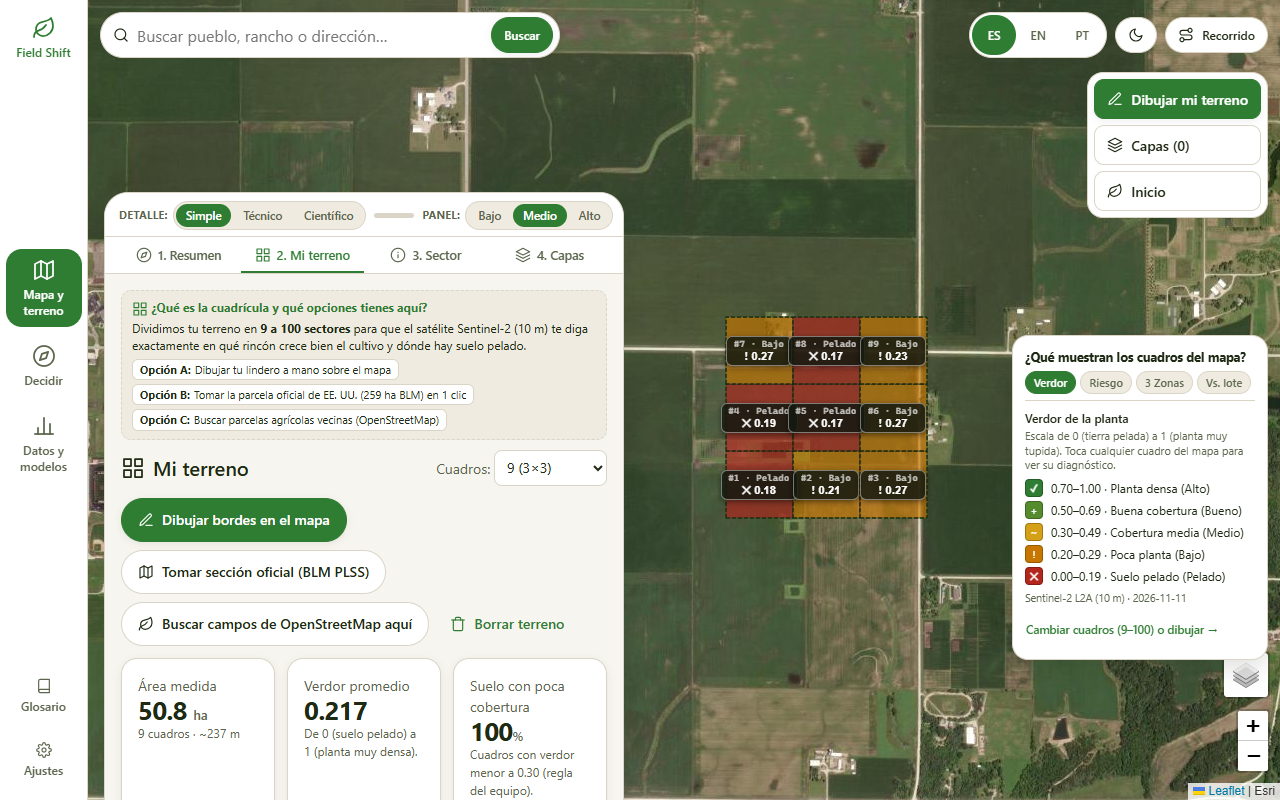 Field Shift
Buscar pueblo, rancho o dirección...
Buscar
ES
EN
PT
Recorrido
Dibujar mi terreno
Capas (0)
Inicio
Mapa y
terreno
Decidir
Datos y
modelos
Glosario
Ajustes
DETALLE:
Simple
Técnico
Científico
PANEL:
Bajo
Medio
Alto
1. Resumen
2. Mi terreno
3. Sector
4. Capas
¿Qué es la cuadrícula y qué opciones tienes aquí?
Dividimos tu terreno en 9 a 100 sectores para que el satélite Sentinel-2 (10 m) te diga
exactamente en qué rincón crece bien el cultivo y dónde hay suelo pelado.
Opción A: Dibujar tu lindero a mano sobre el mapa
Opción B: Tomar la parcela oficial de EE. UU. (259 ha BLM) en 1 clic
Opción C: Buscar parcelas agrícolas vecinas (OpenStreetMap)
Mi terreno
Cuadros:
9 (3×3)
Dibujar bordes en el mapa
Tomar sección oficial (BLM PLSS)
Buscar campos de OpenStreetMap aquí
Borrar terreno
Área medida
50.8 ha
9 cuadros · ~237 m
Verdor promedio
0.217
De 0 (suelo pelado) a
1 (planta muy densa).
Suelo con poca
cobertura
100%
Cuadros con verdor
menor a 0.30 (regla
del equipo).
#7 · Bajo
! 0.27
#8 · Pelado
✕ 0.17
#9 · Bajo
! 0.23
#4 · Pelado
✕ 0.19
#5 · Pelado
✕ 0.17
#6 · Bajo
! 0.27
#1 · Pelado
✕ 0.18
#2 · Bajo
! 0.21
#3 · Bajo
! 0.27
¿Qué muestran los cuadros del mapa?
Verdor
Riesgo
3 Zonas
Vs. lote
Verdor de la planta
Escala de 0 (tierra pelada) a 1 (planta muy
tupida). Toca cualquier cuadro del mapa para
ver su diagnóstico.
0.70–1.00 · Planta densa (Alto)
0.50–0.69 · Buena cobertura (Bueno)
0.30–0.49 · Cobertura media (Medio)
0.20–0.29 · Poca planta (Bajo)
0.00–0.19 · Suelo pelado (Pelado)
Sentinel-2 L2A (10 m) · 2026-11-11
Cambiar cuadros (9–100) o dibujar →
+
−
Leaflet | Esri